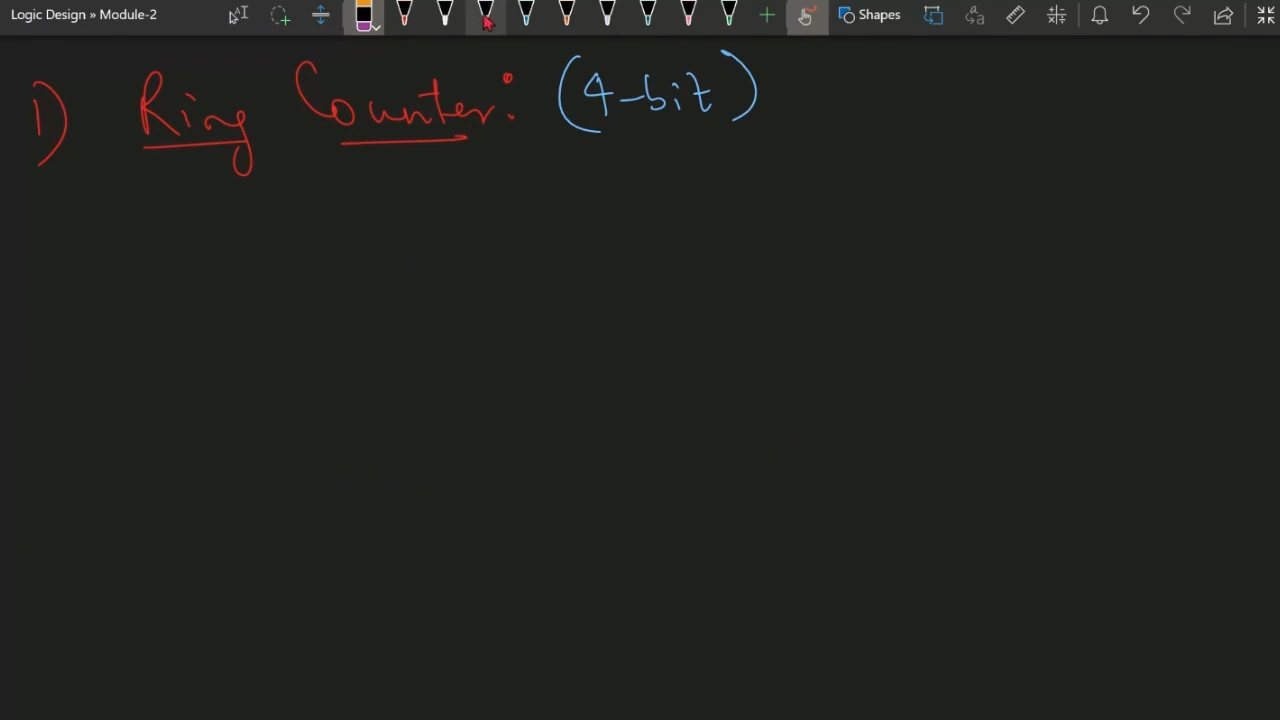 Logic Design » Module-2
Shapes
1) Ring Counter: (4-bit)